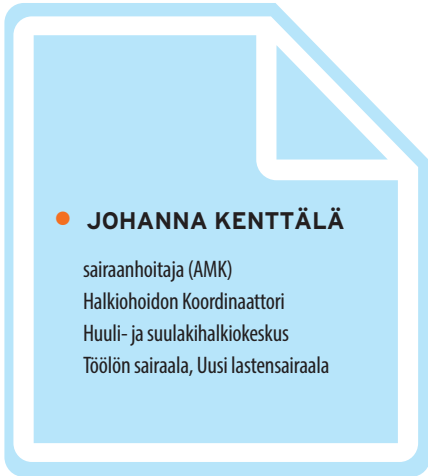 JOHANNA KENTTÄLÄ
sairaanhoitaja (AMK)
Halkiohoidon Koordinaattori
Huuli- ja suulakihalkiokeskus
Töölön sairaala, Uusi lastensairaala